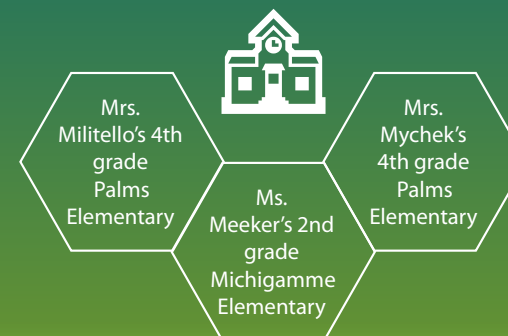 Mrs.
Militello's 4th
grade
Palms
Elementary
Ms.
Meeker's 2nd
grade
Michigamme
Elementary
Mrs.
Mychek's
4th grade
Palms
Elementary